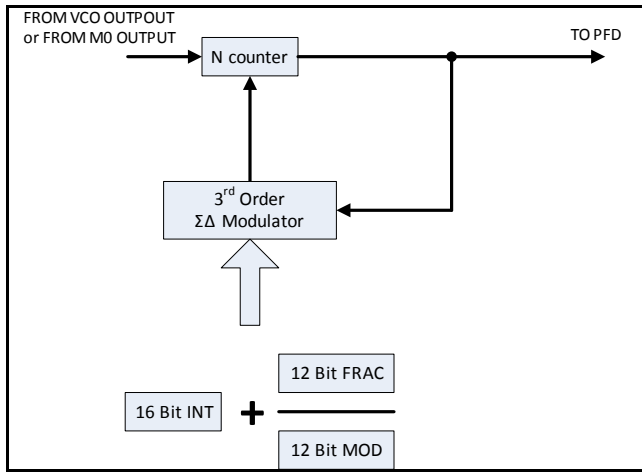 FROM VCO OUTPOUT
or FROM M0 OUTPUT
TO PFD
N counter
3rd Order
ΣΔ Modulator
12 Bit FRAC
16 Bit INT +
12 Bit MOD